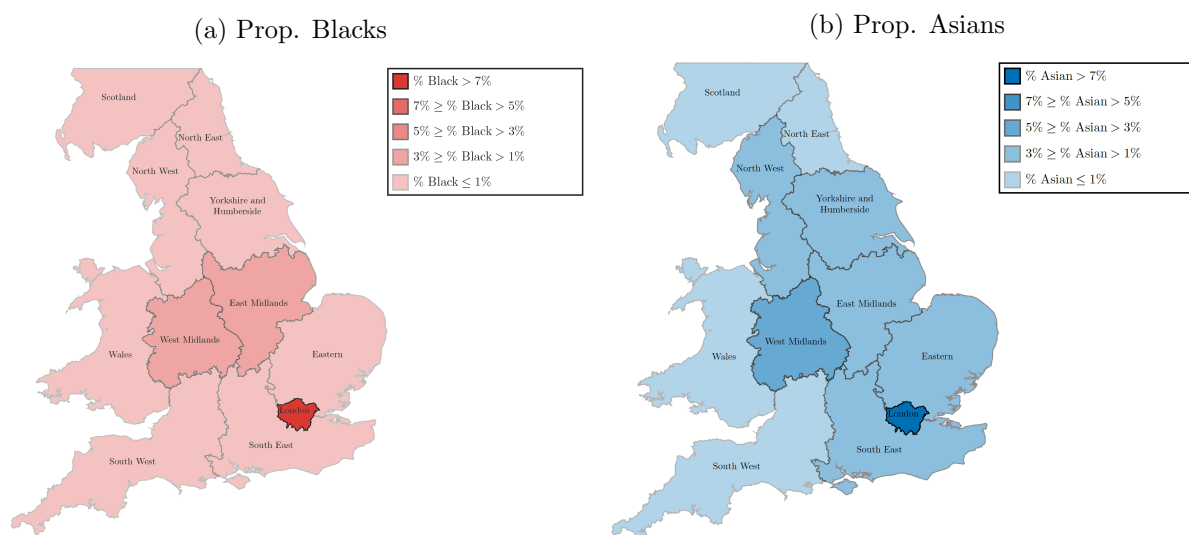 (a) Prop. Blacks
% Black > 7%
7% ≥ % Black > 5%
5% ≥ % Black > 3%
3% ≥ % Black > 1%
% Black ≤ 1%
Scotland
North East
North West
Yorkshire and
Humberside
East Midlands
West Midlands
Wales
Eastern
London
South East
South West
(b) Prop. Asians
% Asian > 7%
7% ≥ % Asian > 5%
5% ≥ % Asian > 3%
3% ≥ % Asian > 1%
% Asian ≤ 1%
Scotland
North East
North West
Yorkshire and
Humberside
East Midlands
West Midlands
Wales
Eastern
London
South East
South West